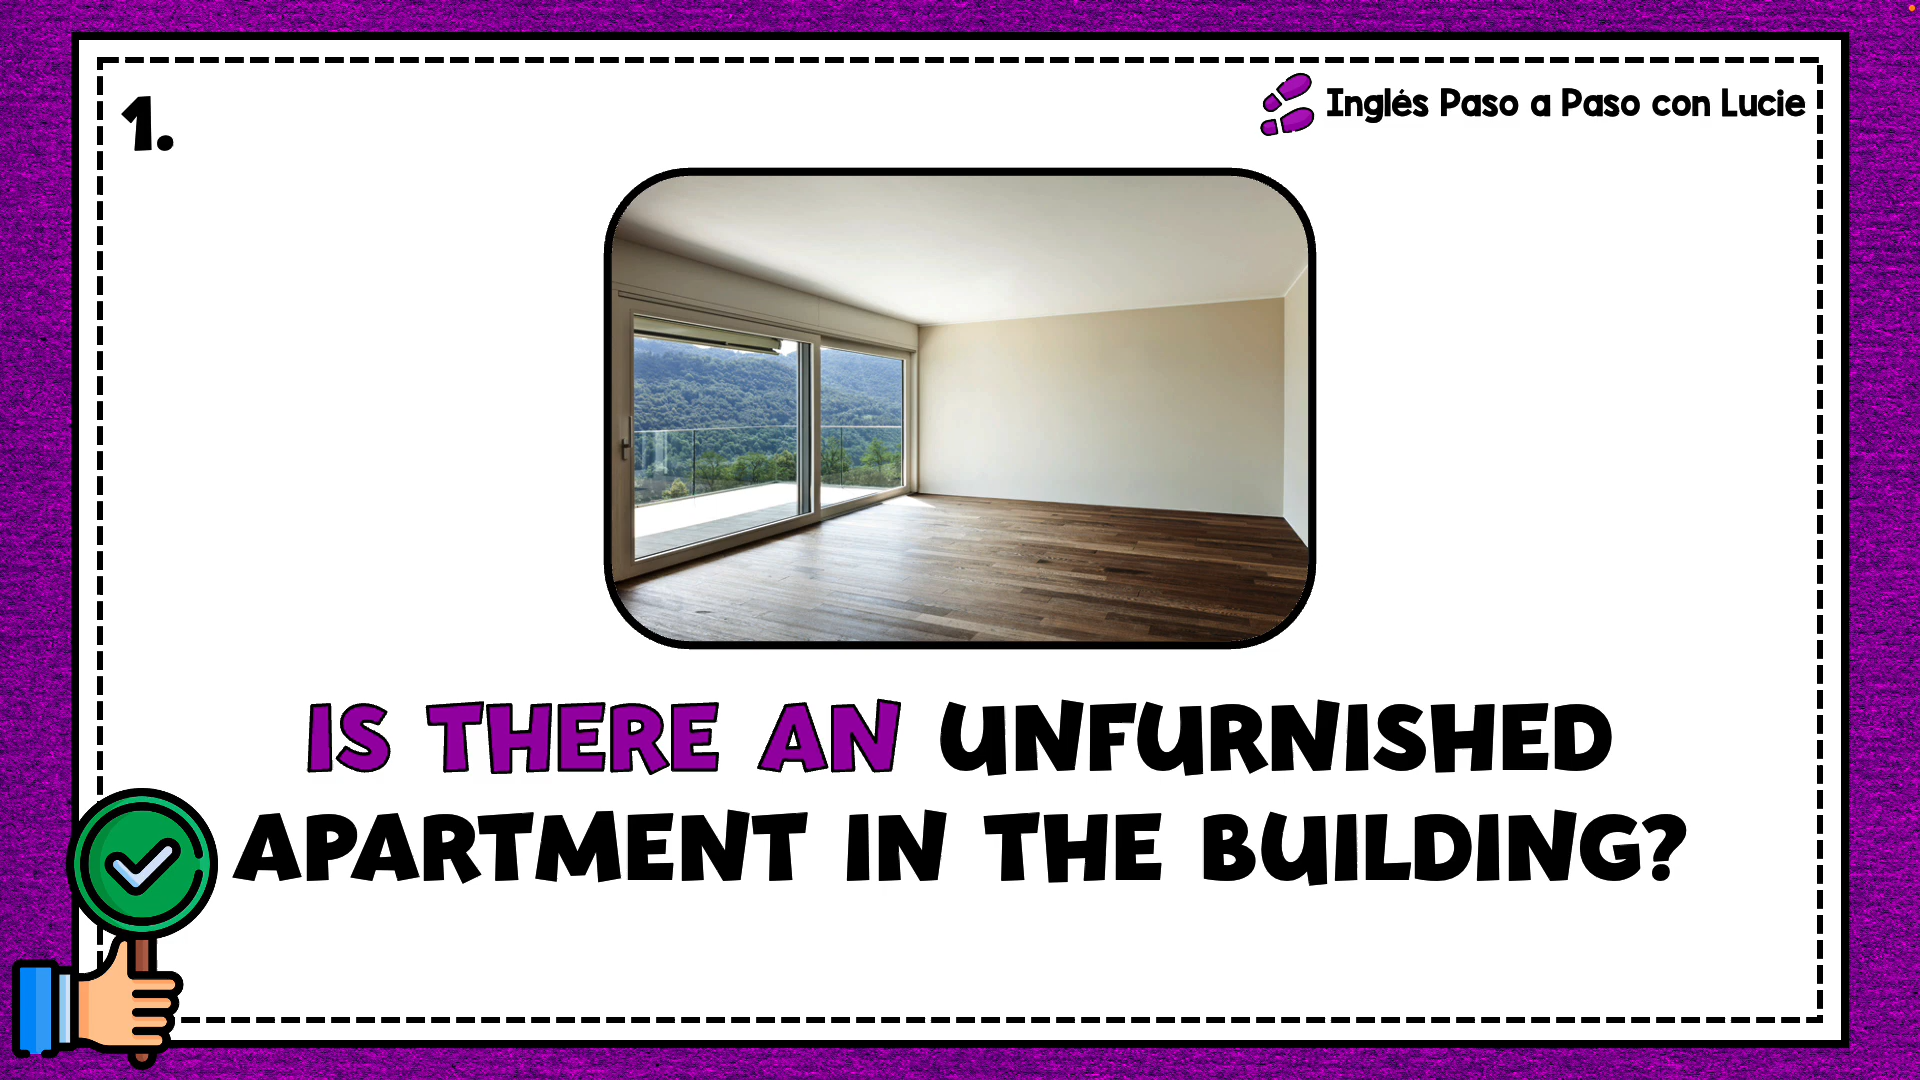 1.
Inglés Paso a Paso con Lucie
IS THERE AN UNFURNISHED
APARTMENT IN THE BUILDING?